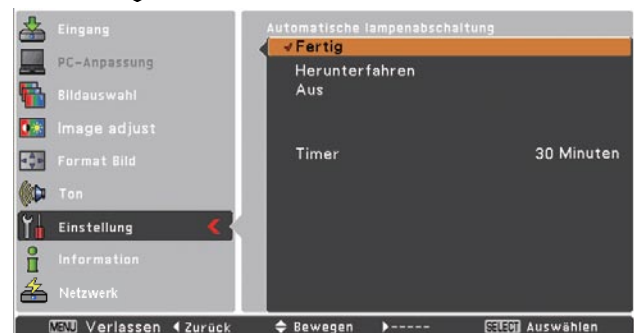 Eingang
PC-Anpassung
Bildauswahl
Image adjust
Format Bild
Ton
Einstellung
Information
Netzwerk
Automatische lampenabschaltung
✓Fertig
Herunterfahren
Aus
Timer 30 Minuten
MENU Verlassen ◀Zurück ◆ Bewegen ▶----- SELECT Auswählen